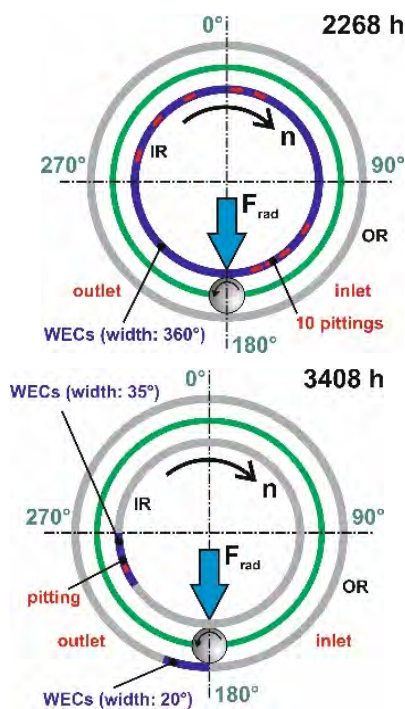 0°
2268 h
IR
n
270°
90°
F rad
OR
outlet
inlet
WECs (width: 360°)
10 pittings
180°
0°
3408 h
WECs (width: 35°)
IR
n
270°
90°
F rad
OR
pitting
outlet
inlet
WECs (width: 20°)
180°